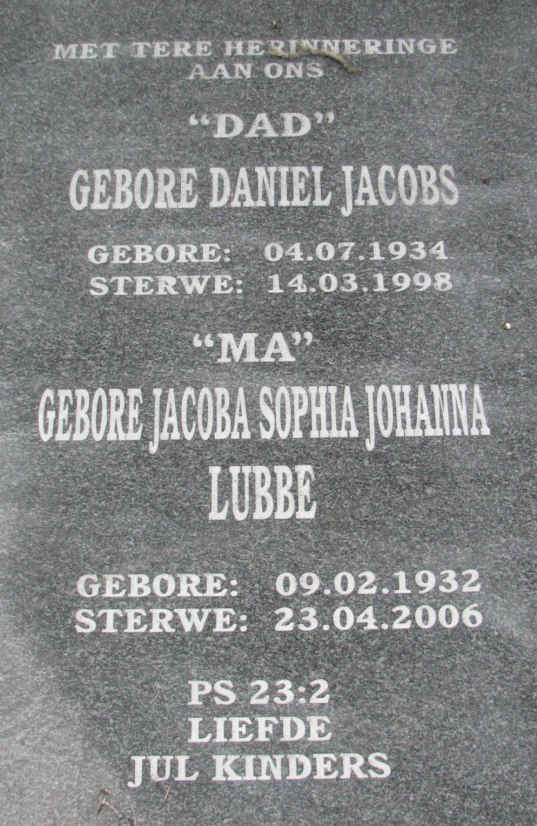 MET TERE HERINNERINGE
AAN ONS
“DAD”
GEBORE DANIEL JACOBS
GEBORE: 04.07.1934
STERWE: 14.03.1998
“MA”
GEBORE JACOBA SOPHIA JOHANNA
LUBBE
GEBORE: 09.02.1932
STERWE: 23.04.2006
PS 23:2
LIEFDE
JUL KINDERS